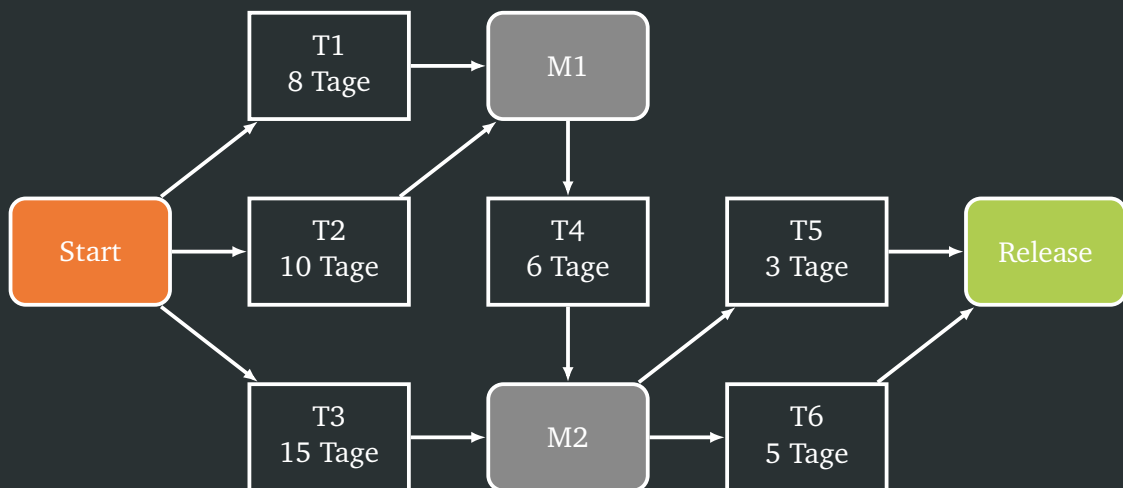 T1
8 Tage
M1
Start
T2
10 Tage
T4
6 Tage
T5
3 Tage
Release
T3
15 Tage
M2
T6
5 Tage